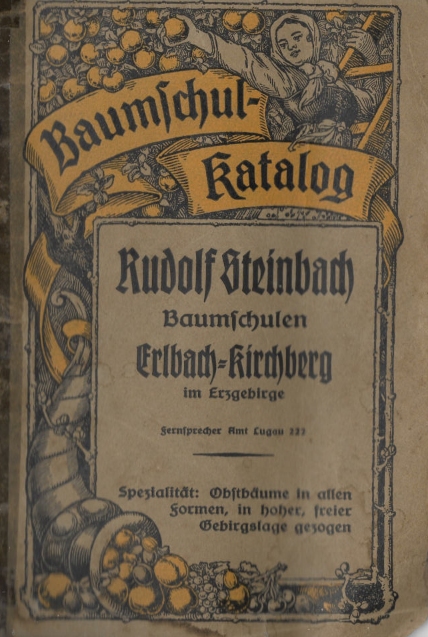 Baumſchul-
Katalog
Rudolf Steinbach
Baumſchulen
Erlbach-Kirchberg
im Erzgebirge
Fernſprecher Amt Lugau 222
Spezialität: Obſtbäume in allen
Formen, in hoher, freier
Gebirgslage gezogen